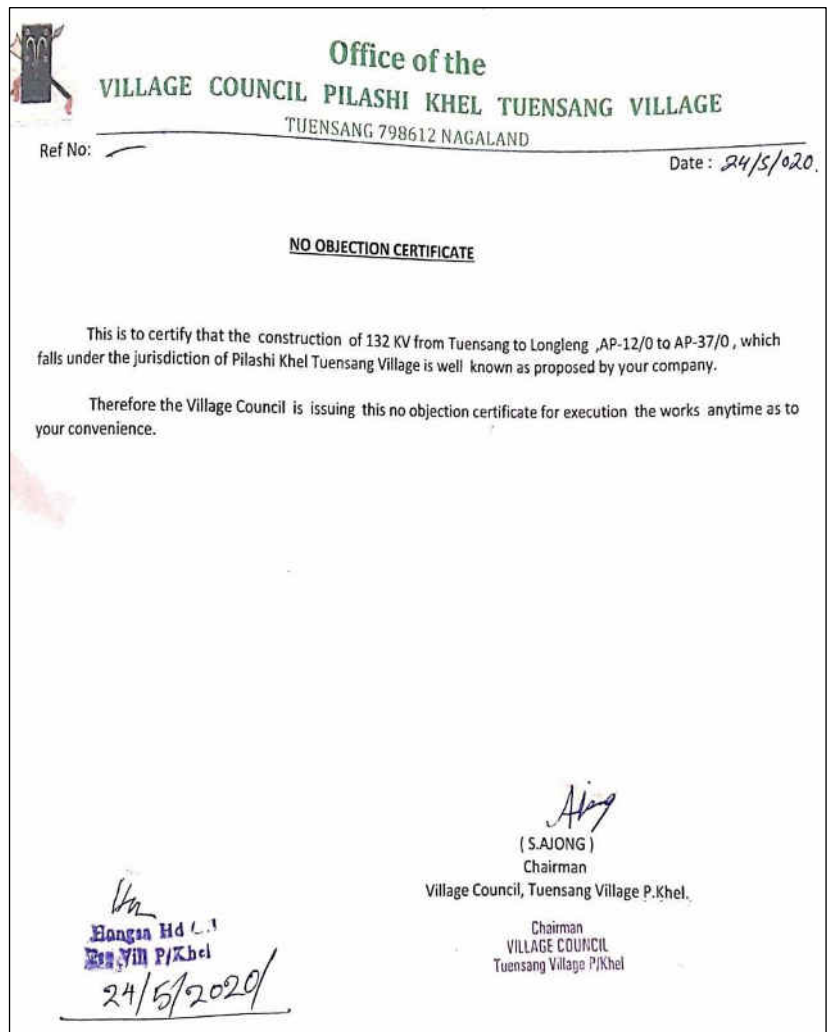 Office of the
VILLAGE COUNCIL PILASHI KHEL TUENSANG VILLAGE
TUENSANG 798612 NAGALAND
Ref No:
Date : 24/5/020.
NO OBJECTION CERTIFICATE
This is to certify that the construction of 132 KV from Tuensang to Longleng ,AP-12/0 to AP-37/0 , which
falls under the jurisdiction of Pilashi Khel Tuensang Village is well known as proposed by your company.
Therefore the Village Council is issuing this no objection certificate for execution the works anytime as to
your convenience.
( S.AJONG )
Chairman
Village Council, Tuensang Village P.Khel.
Chairman
VILLAGE COUNCIL
Tuensang Village P/Khel
Hongsa Hd
Vill P/Khel
24/5/2020